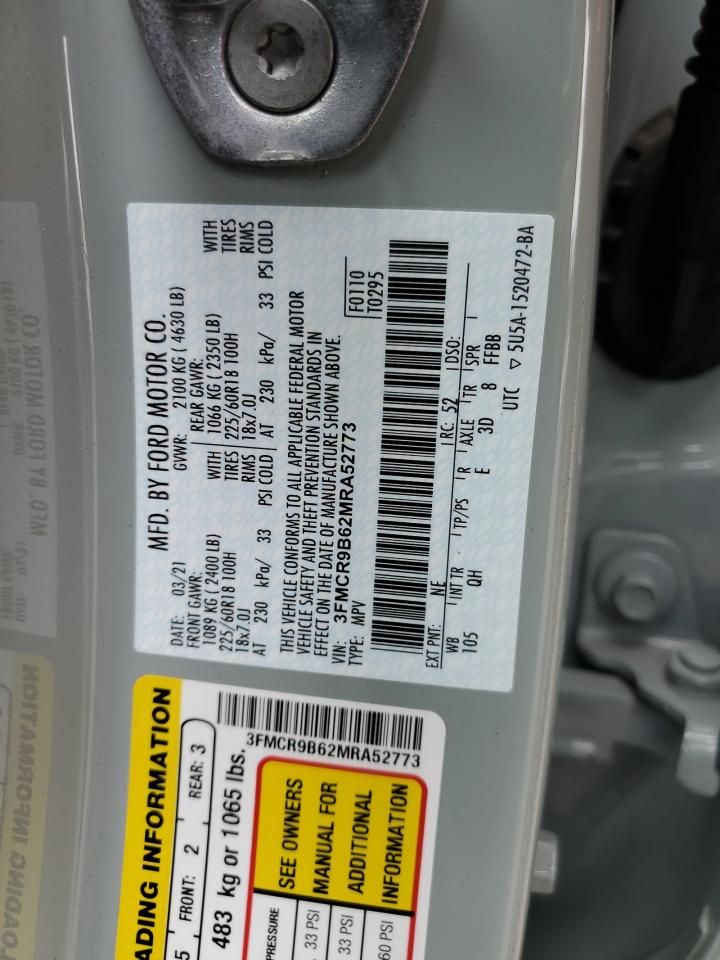 MFD. BY FORD MOTOR CO.
DATE: 03/21 GVWR: 2100 KG ( 4630 LB)
FRONT GAWR: REAR GAWR:
1089 KG ( 2400 LB) WITH 1066 KG ( 2350 LB) WITH
225/60R18 100H TIRES 225/60R18 100H TIRES
18x7.0J RIMS 18x7.0J RIMS
AT 230 kPa/ 33 PSI COLD AT 230 kPa/ 33 PSI COLD
THIS VEHICLE CONFORMS TO ALL APPLICABLE FEDERAL MOTOR
VEHICLE SAFETY AND THEFT PREVENTION STANDARDS IN
EFFECT ON THE DATE OF MANUFACTURE SHOWN ABOVE.
VIN: 3FMCR9B62MRA52773
TYPE: MPV
F0110
T0295
EXT PNT: NE RC: 52 DSO:
WB INT TR TP/PS R AXLE TR SPR
105 QH E 3D 8 FFBB
UTC ▽ 5U5A-1520472-BA
ADING INFORMATION
5 FRONT: 2 REAR: 3
483 kg or 1065 lbs.
3FMCR9B62MRA52773
PRESSURE
33 PSI
33 PSI
60 PSI
SEE OWNERS
MANUAL FOR
ADDITIONAL
INFORMATION